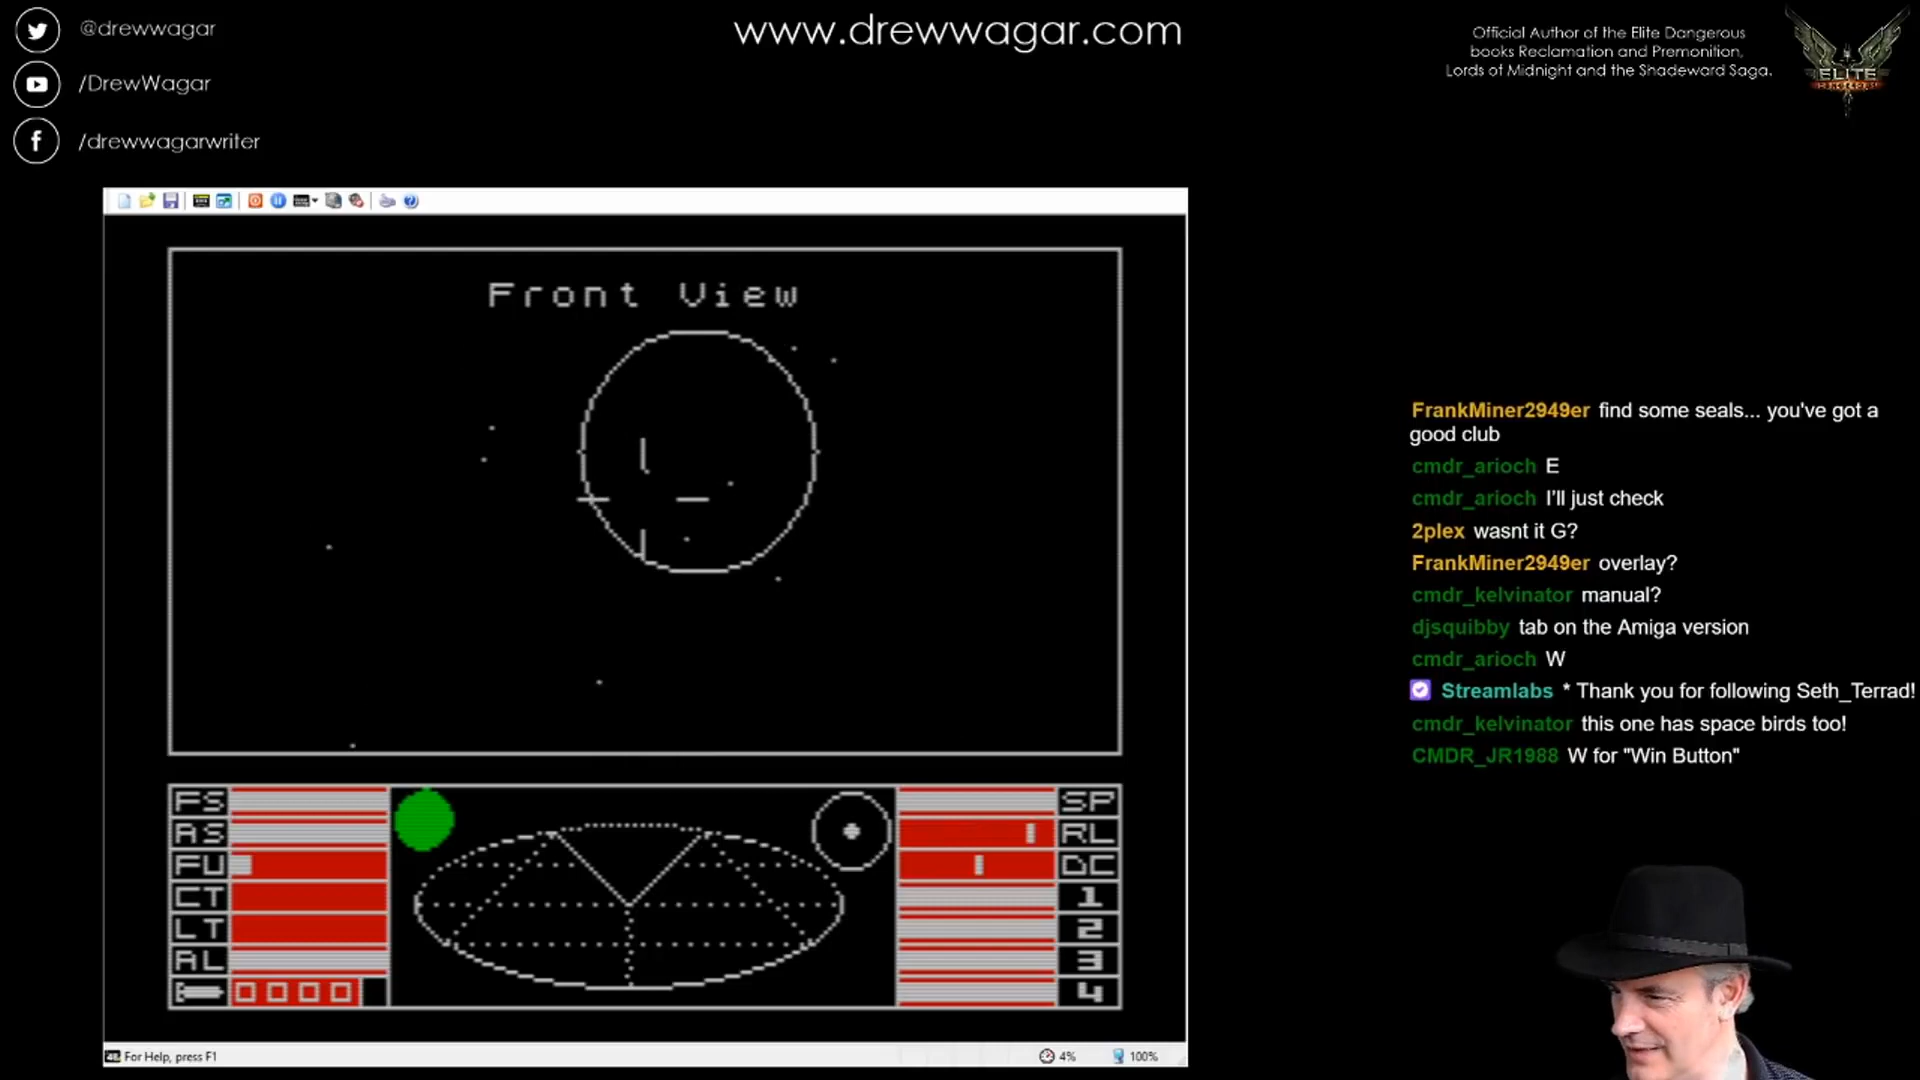 @drewwagar
/DrewWagar
/drewwagarwriter
www.drewwagar.com
Official Author of the Elite Dangerous
books Reclamation and Premonition,
Lords of Midnight and the Shadeward Saga.
ELITE
DANGEROUS
Front View
FS
AS
FU
CT
LT
AL
SP
RL
DC
1
2
3
4
For Help, press F1
4%
100%
FrankMiner2949er find some seals... you've got a
good club
cmdr_arioch E
cmdr_arioch I'll just check
2plex wasnt it G?
FrankMiner2949er overlay?
cmdr_kelvinator manual?
djsquibby tab on the Amiga version
cmdr_arioch W
Streamlabs * Thank you for following Seth_Terrad!
cmdr_kelvinator this one has space birds too!
CMDR_JR1988 W for "Win Button"